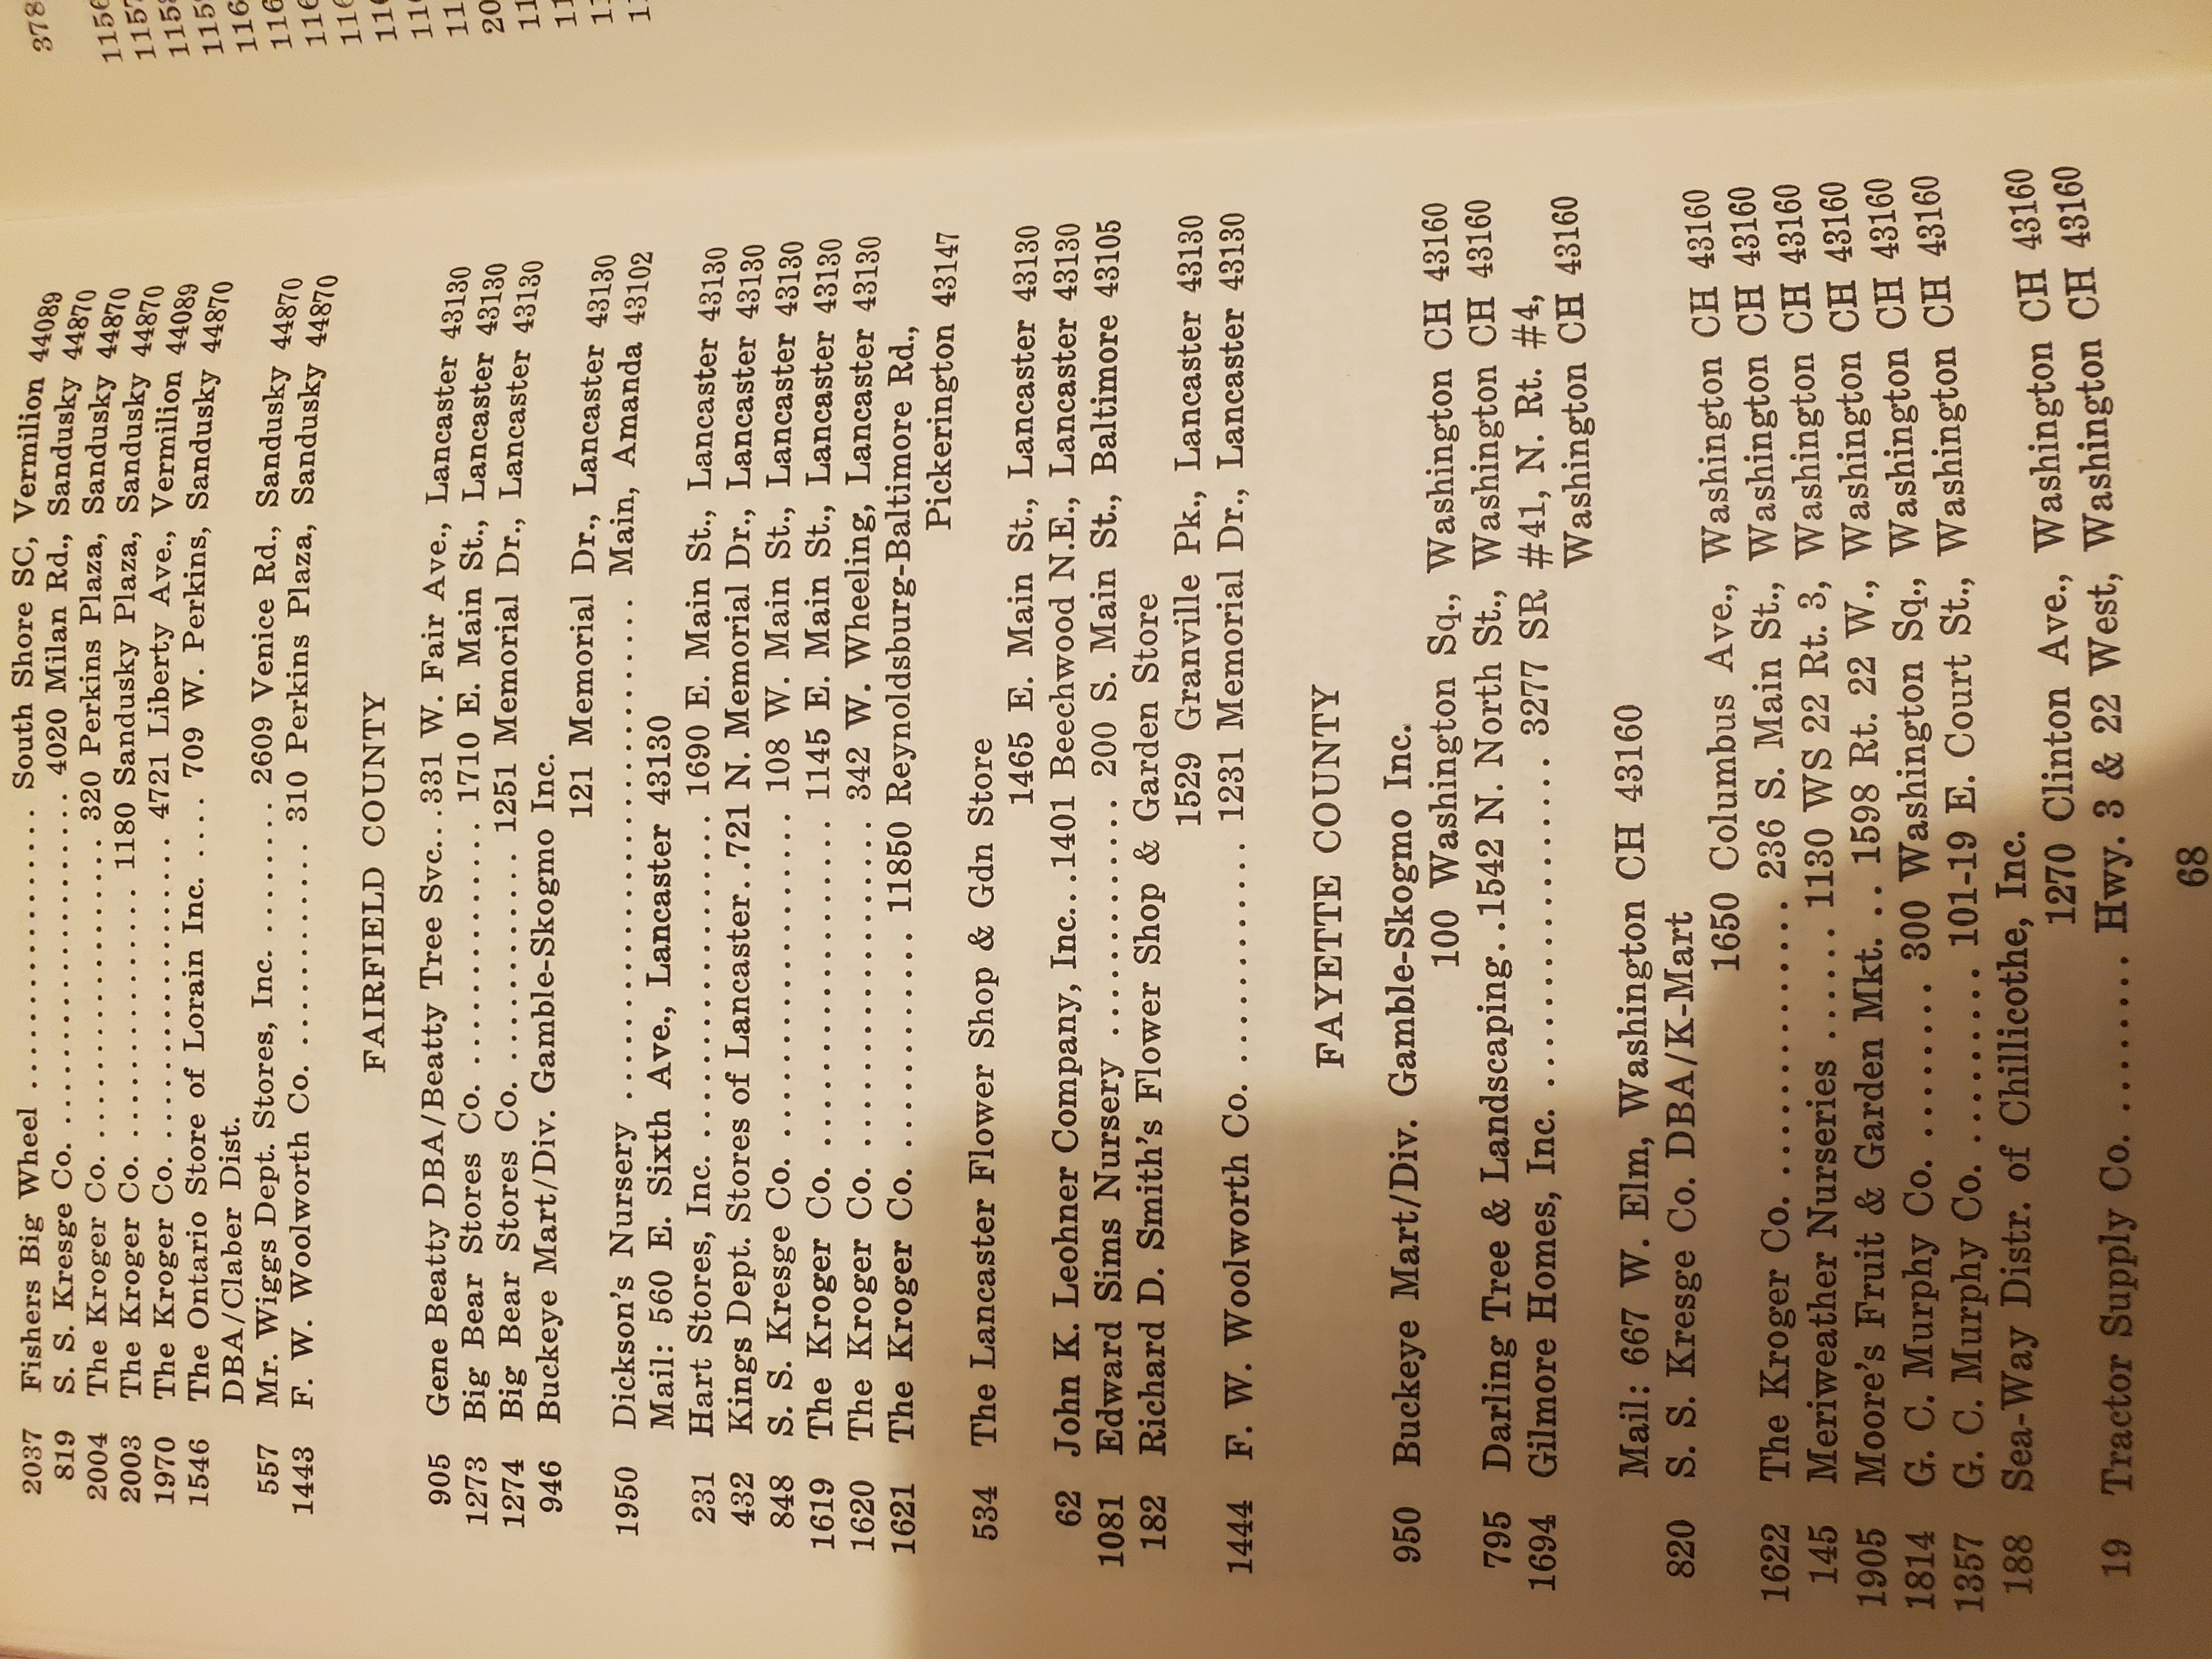 2037 Fishers Big Wheel ........................ South Shore SC, Vermilion 44089
819 S. S. Kresge Co. ........................ 4020 Milan Rd., Sandusky 44870
2004 The Kroger Co. ........................ 320 Perkins Plaza, Sandusky 44870
2003 The Kroger Co. .................... 1180 Sandusky Plaza, Sandusky 44870
1970 The Kroger Co. ...................... 4721 Liberty Ave., Vermilion 44089
1546 The Ontario Store of Lorain Inc. .... 709 W. Perkins, Sandusky 44870
DBA/Claber Dist.
557 Mr. Wiggs Dept. Stores, Inc. ........ 2609 Venice Rd., Sandusky 44870
1443 F. W. Woolworth Co. ................ 310 Perkins Plaza, Sandusky 44870
FAIRFIELD COUNTY
905 Gene Beatty DBA/Beatty Tree Svc...331 W. Fair Ave., Lancaster 43130
1273 Big Bear Stores Co. .................. 1710 E. Main St., Lancaster 43130
1274 Big Bear Stores Co. .............. 1251 Memorial Dr., Lancaster 43130
946 Buckeye Mart/Div. Gamble-Skogmo Inc.
121 Memorial Dr., Lancaster 43130
1950 Dickson's Nursery .................................... Main, Amanda 43102
Mail: 560 E. Sixth Ave., Lancaster 43130
231 Hart Stores, Inc. ........................ 1690 E. Main St., Lancaster 43130
432 Kings Dept. Stores of Lancaster..721 N. Memorial Dr., Lancaster 43130
848 S. S. Kresge Co. ........................ 108 W. Main St., Lancaster 43130
1619 The Kroger Co. ........................ 1145 E. Main St., Lancaster 43130
1620 The Kroger Co. ........................ 342 W. Wheeling, Lancaster 43130
1621 The Kroger Co. ................ 11850 Reynoldsburg-Baltimore Rd.,
Pickerington 43147
534 The Lancaster Flower Shop & Gdn Store
1465 E. Main St., Lancaster 43130
62 John K. Leohner Company, Inc...1401 Beechwood N.E., Lancaster 43130
1081 Edward Sims Nursery .................. 200 S. Main St., Baltimore 43105
182 Richard D. Smith's Flower Shop & Garden Store
1529 Granville Pk., Lancaster 43130
1444 F. W. Woolworth Co. ................ 1231 Memorial Dr., Lancaster 43130
FAYETTE COUNTY
950 Buckeye Mart/Div. Gamble-Skogmo Inc.
100 Washington Sq., Washington CH 43160
795 Darling Tree & Landscaping..1542 N. North St., Washington CH 43160
1694 Gilmore Homes, Inc. ...................... 3277 SR #41, N. Rt. #4,
Washington CH 43160
Mail: 667 W. Elm, Washington CH 43160
820 S. S. Kresge Co. DBA/K-Mart
1650 Columbus Ave., Washington CH 43160
1622 The Kroger Co. .................... 236 S. Main St., Washington CH 43160
145 Meriweather Nurseries ........ 1130 WS 22 Rt. 3, Washington CH 43160
1905 Moore's Fruit & Garden Mkt. .. 1598 Rt. 22 W., Washington CH 43160
1814 G. C. Murphy Co. .......... 300 Washington Sq., Washington CH 43160
1357 G. C. Murphy Co. .......... 101-19 E. Court St., Washington CH 43160
188 Sea-Way Distr. of Chillicothe, Inc.
1270 Clinton Ave., Washington CH 43160
19 Tractor Supply Co. .......... Hwy. 3 & 22 West, Washington CH 43160
68
378